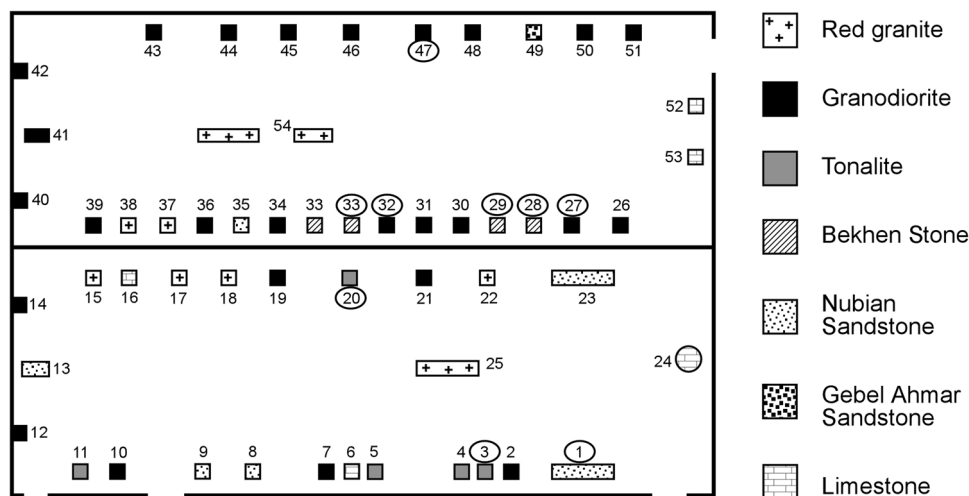 43 44 45 46 47 48 49 50 51
42
52
41 54
53
40
39 38 37 36 35 34 33 33 32 31 30 29 28 27 26
15 16 17 18 19 20 21 22 23
14
24
13 25
12
11 10 9 8 7 6 5 4 3 2 1
Red granite
Granodiorite
Tonalite
Bekhen Stone
Nubian
Sandstone
Gebel Ahmar
Sandstone
Limestone